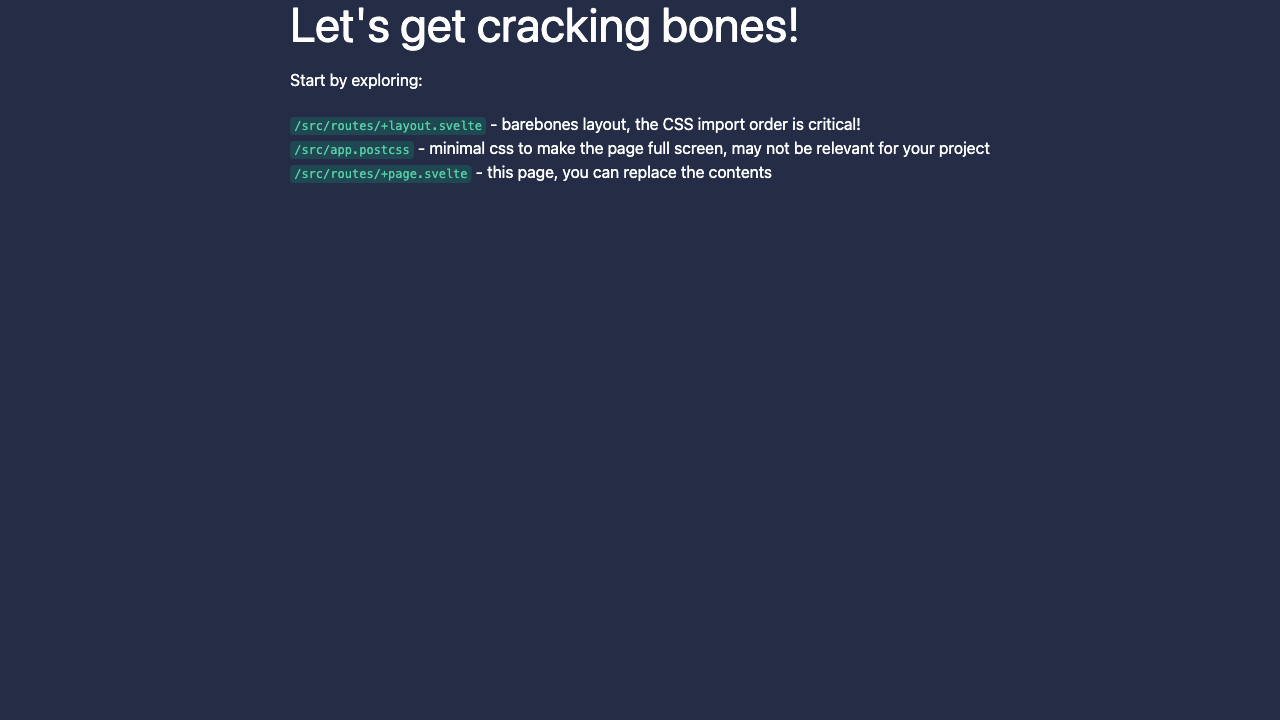 Let's get cracking bones!
Start by exploring:
/src/routes/+layout.svelte - barebones layout, the CSS import order is critical!
/src/app.postcss - minimal css to make the page full screen, may not be relevant for your project
/src/routes/+page.svelte - this page, you can replace the contents